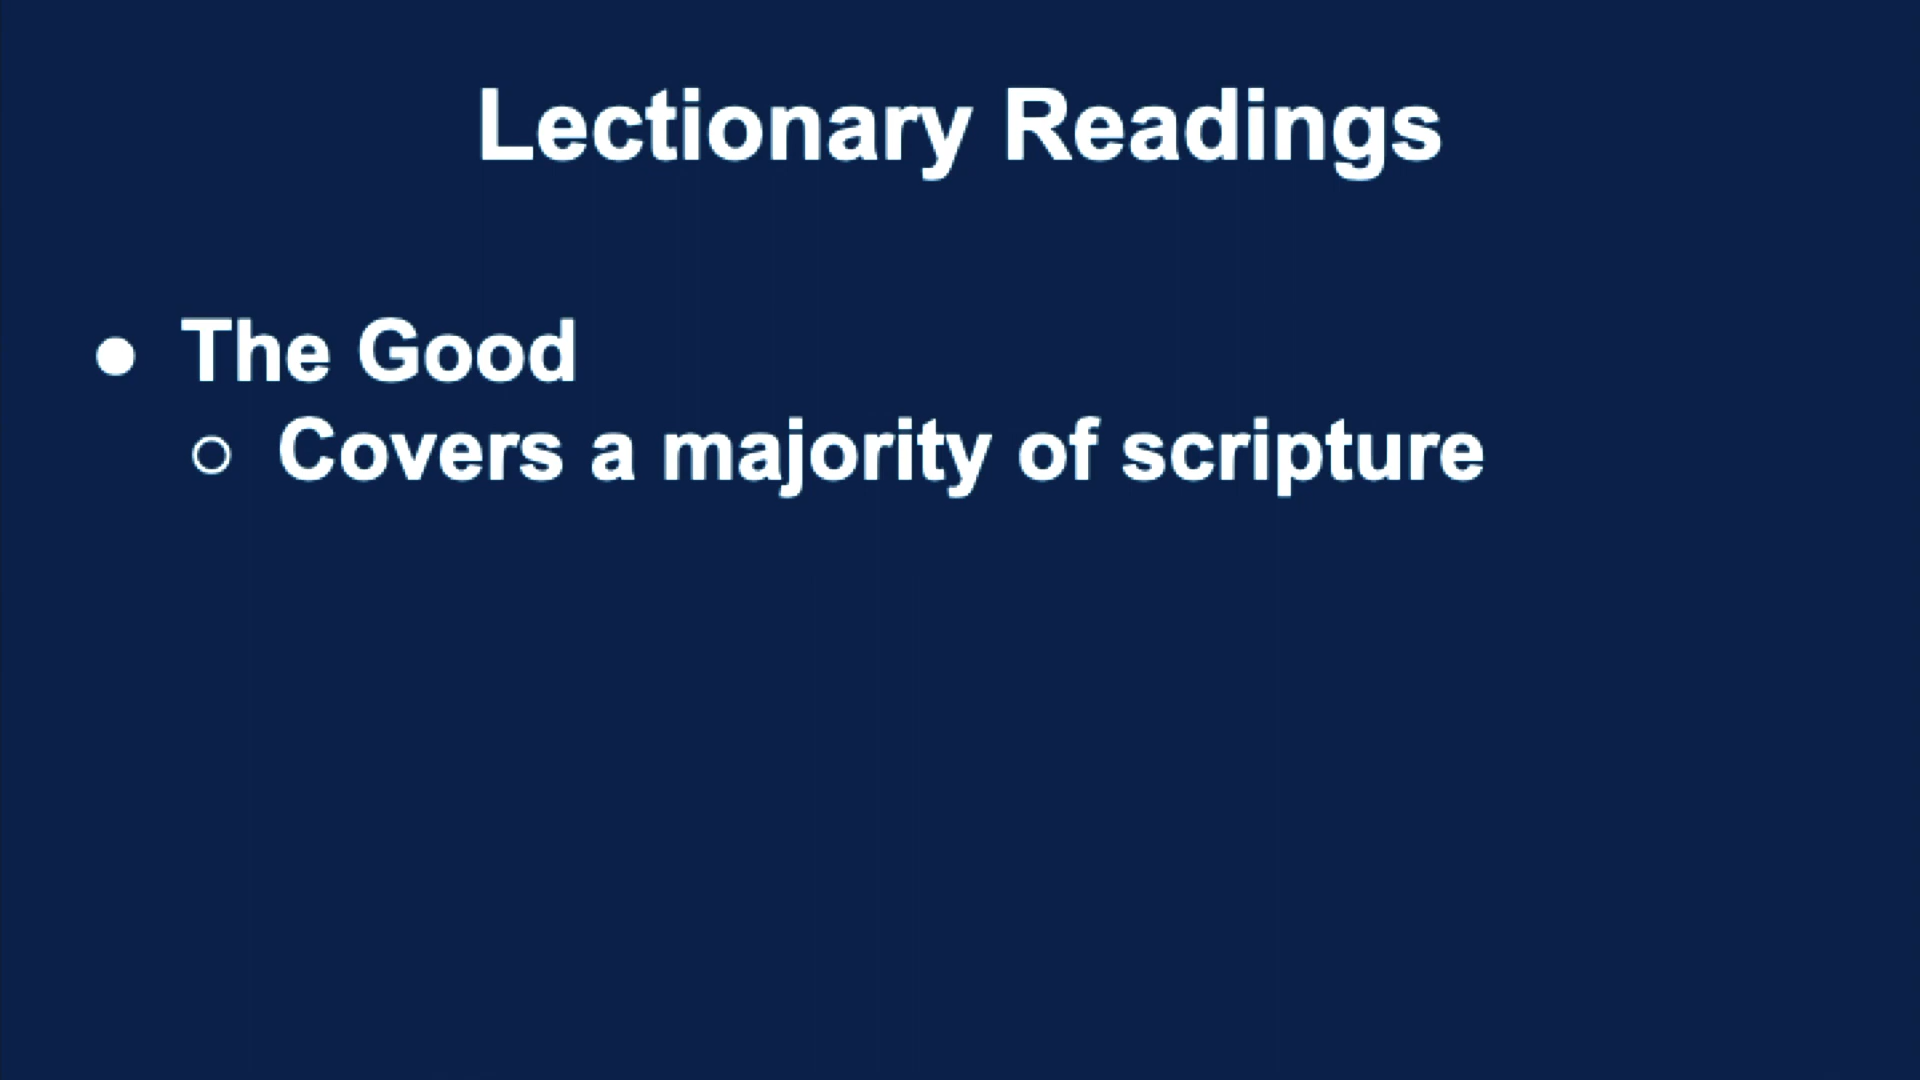 Lectionary Readings
● The Good
○ Covers a majority of scripture